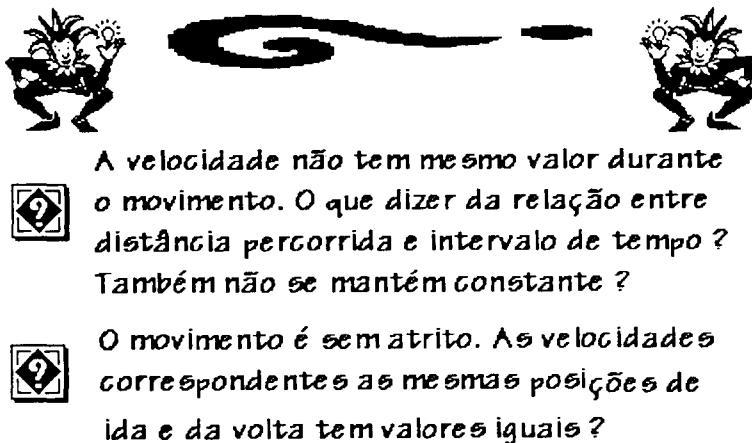 A velocidade não tem mesmo valor durante
o movimento. O que dizer da relação entre
distância percorrida e intervalo de tempo ?
Também não se mantém constante ?
O movimento é sem atrito. As velocidades
correspondentes as mesmas posições de
ida e da volta tem valores iguais ?